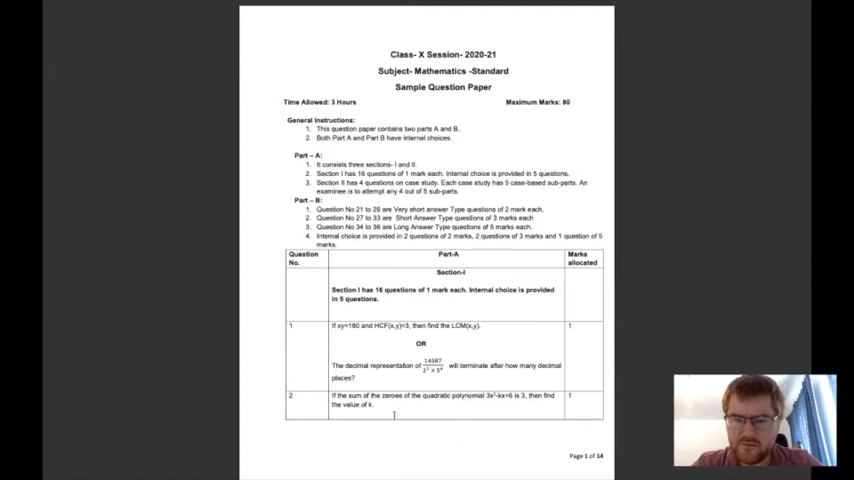 Class- X Session- 2020-21
Subject- Mathematics -Standard
Sample Question Paper
Time Allowed: 3 Hours Maximum Marks: 80
General Instructions:
1. This question paper contains two parts A and B.
2. Both Part A and Part B have internal choices.
Part – A:
1. It consists three sections- I and II.
2. Section I has 16 questions of 1 mark each. Internal choice is provided in 5 questions.
3. Section II has 4 questions on case study. Each case study has 5 case-based sub-parts. An
examinee is to attempt any 4 out of 5 sub-parts.
Part – B:
1. Question No 21 to 26 are Very short answer Type questions of 2 mark each,
2. Question No 27 to 33 are Short Answer Type questions of 3 marks each
3. Question No 34 to 36 are Long Answer Type questions of 5 marks each.
4. Internal choice is provided in 2 questions of 2 marks, 2 questions of 3 marks and 1 question of 5
marks.
Question Part-A Marks
No. allocated
Section-I
Section I has 16 questions of 1 mark each. Internal choice is provided
in 5 questions.
1 If xy=180 and HCF(x,y)=3, then find the LCM(x,y). 1
OR
The decimal representation of 14587/(2¹ × 5⁴) will terminate after how many decimal
places?
2 If the sum of the zeroes of the quadratic polynomial 3x²-kx+6 is 3, then find 1
the value of k.
Page 1 of 14